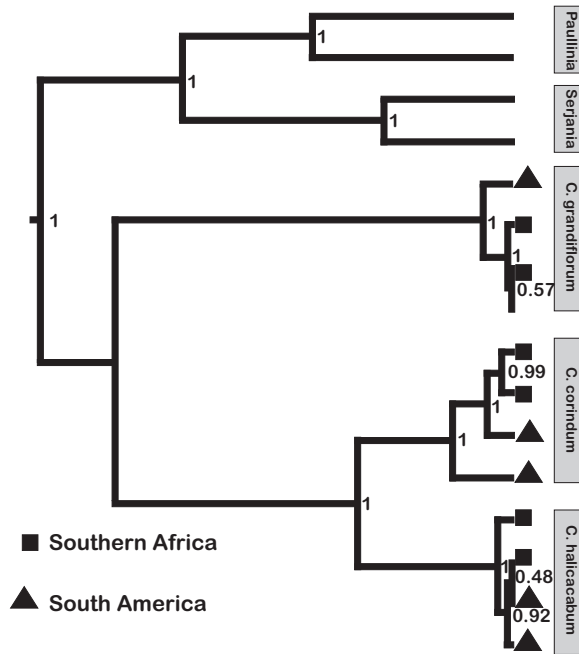 Paullinia
1
1
Serjania
1
1
C. grandiflorum
1
1
0.57
C. corindum
0.99
1
1
1
C. halicacabum
1
0.48
0.92
Southern Africa
South America